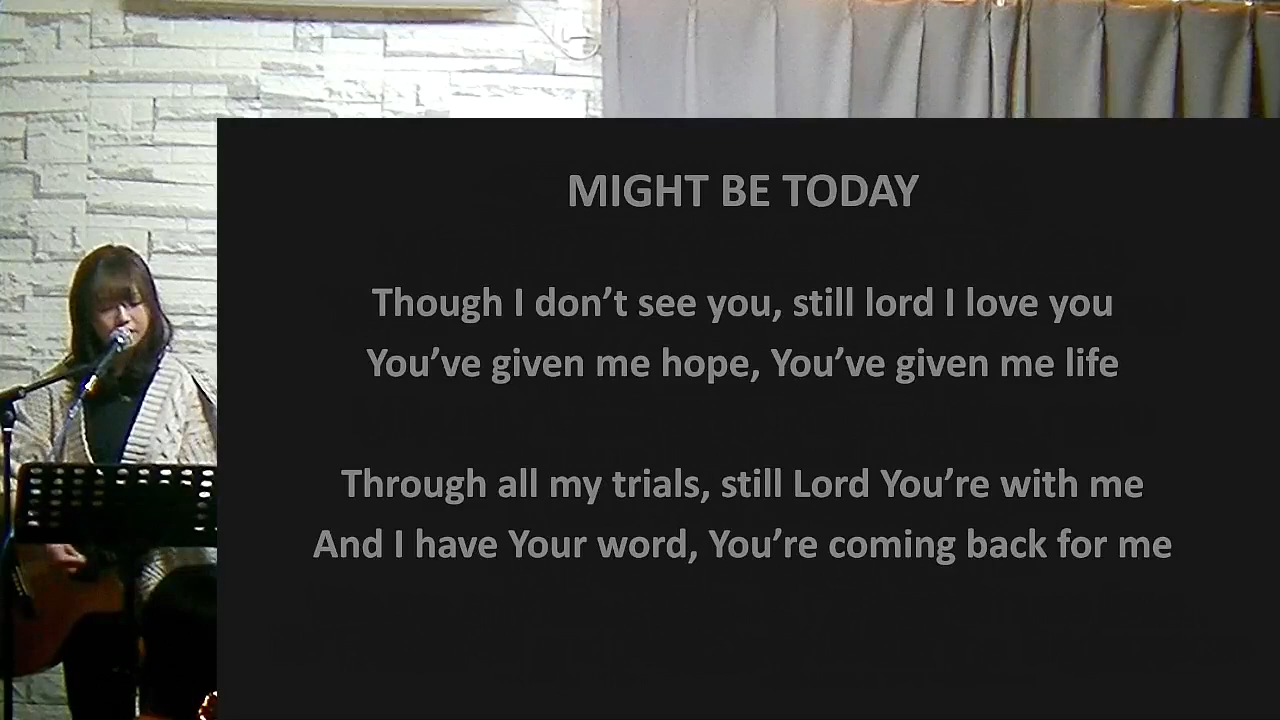 MIGHT BE TODAY
Though I don’t see you, still lord I love you
You’ve given me hope, You’ve given me life
Through all my trials, still Lord You’re with me
And I have Your word, You’re coming back for me